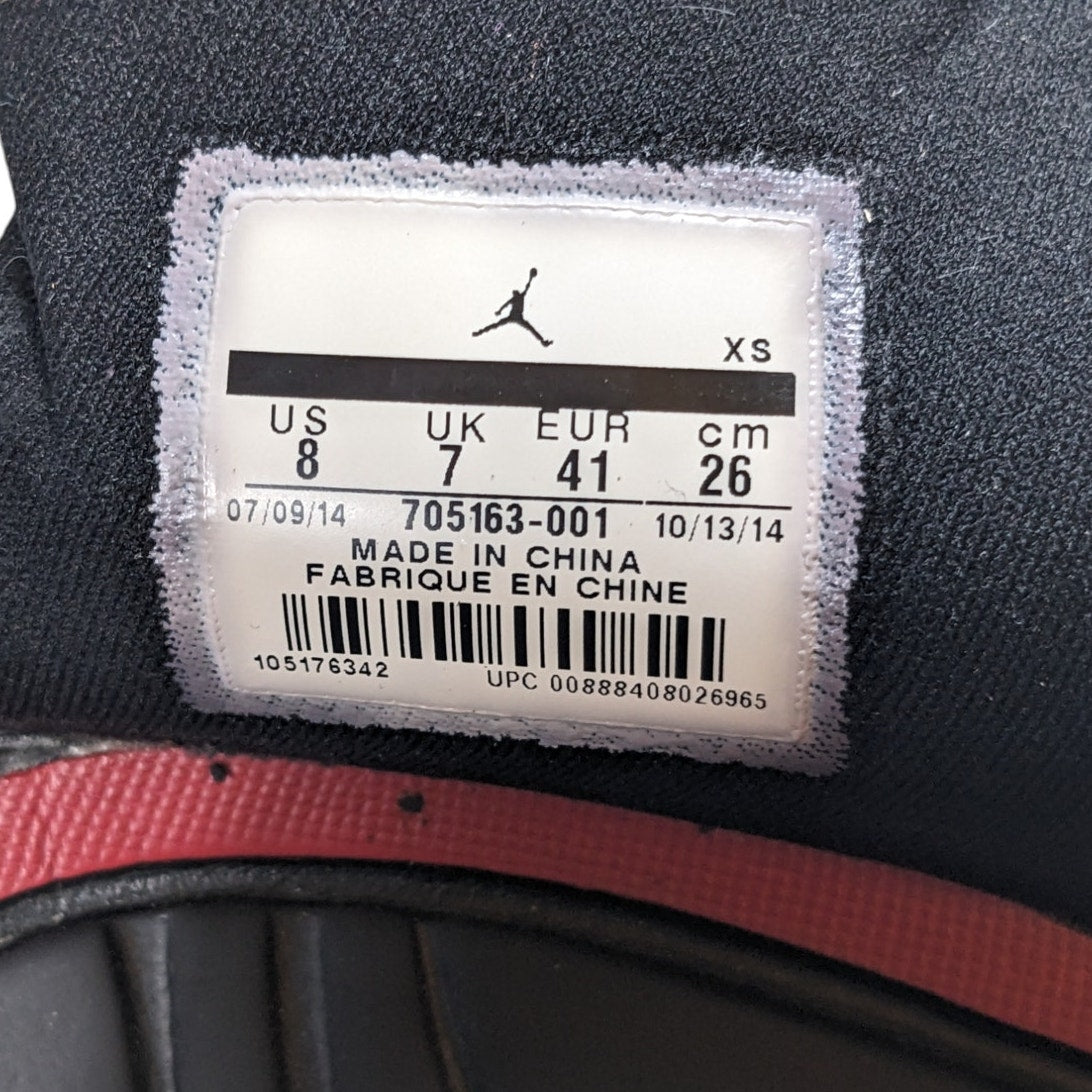 XS
US UK EUR cm
8 7 41 26
07/09/14 705163-001 10/13/14
MADE IN CHINA
FABRIQUE EN CHINE
105176342 UPC 00888408026965